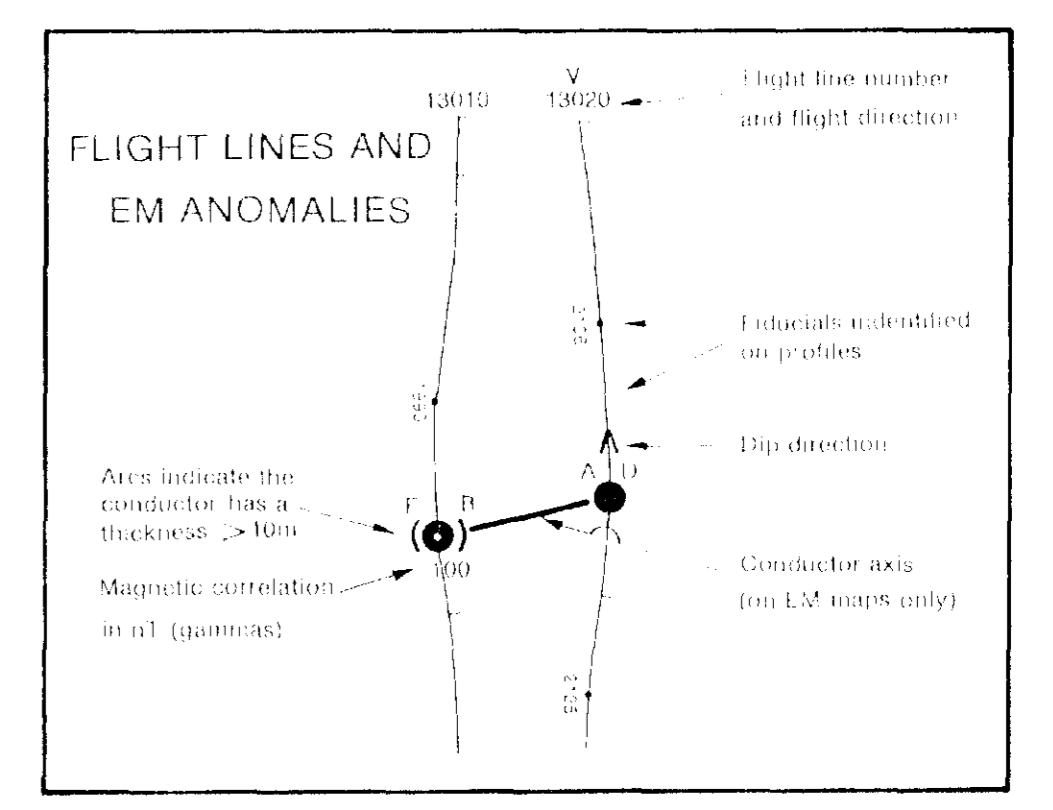 V
13010 13020
Flight line number
and flight direction
FLIGHT LINES AND
EM ANOMALIES
Fiducials indentified
on profiles
Dip direction
A D
Arcs indicate the
conductor has a
thickness >10m
B
100
Magnetic correlation
in nT (gammas)
Conductor axis
(on EM maps only)